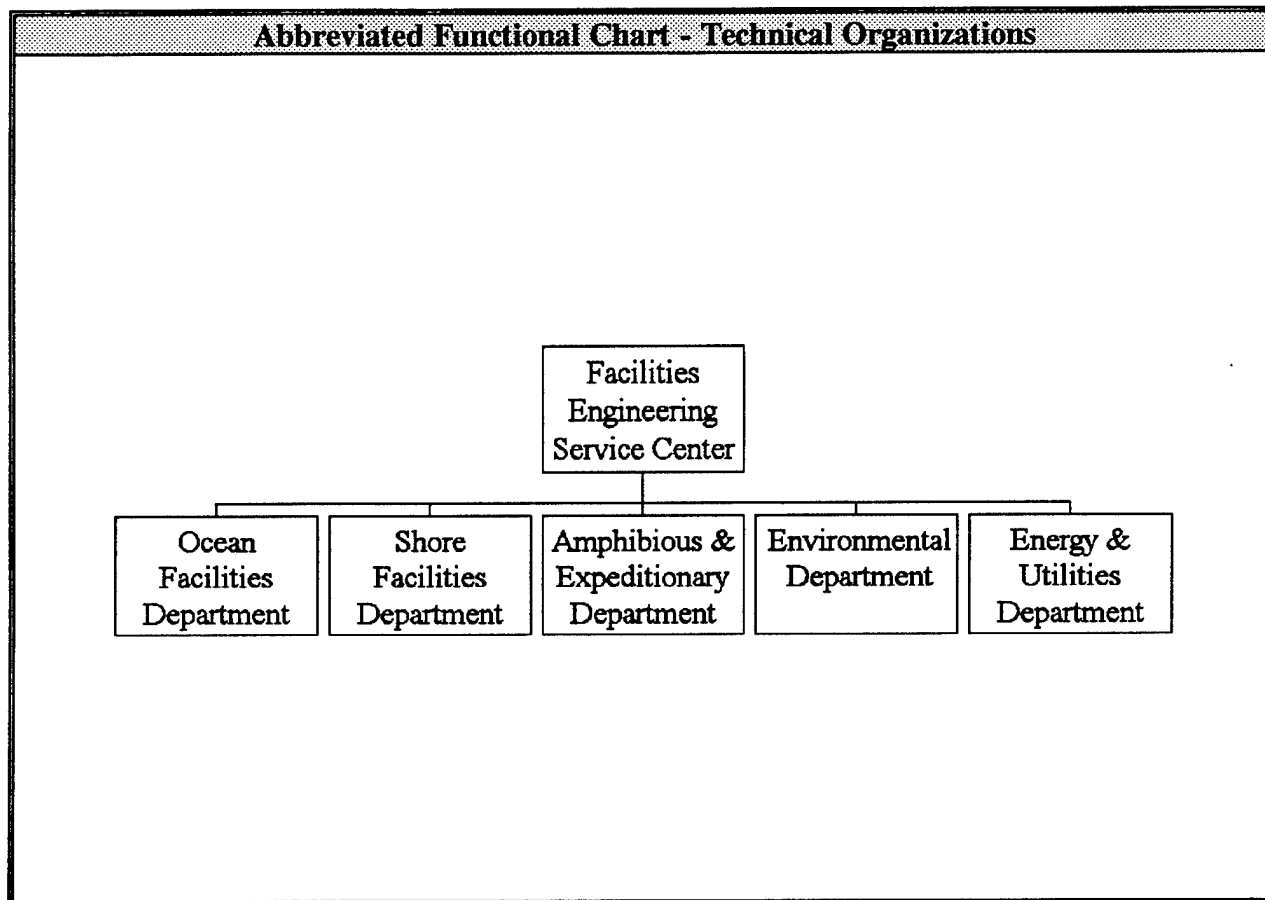 Abbreviated Functional Chart - Technical Organizations
Facilities
Engineering
Service Center
Ocean
Facilities
Department
Shore
Facilities
Department
Amphibious &
Expeditionary
Department
Environmental
Department
Energy &
Utilities
Department